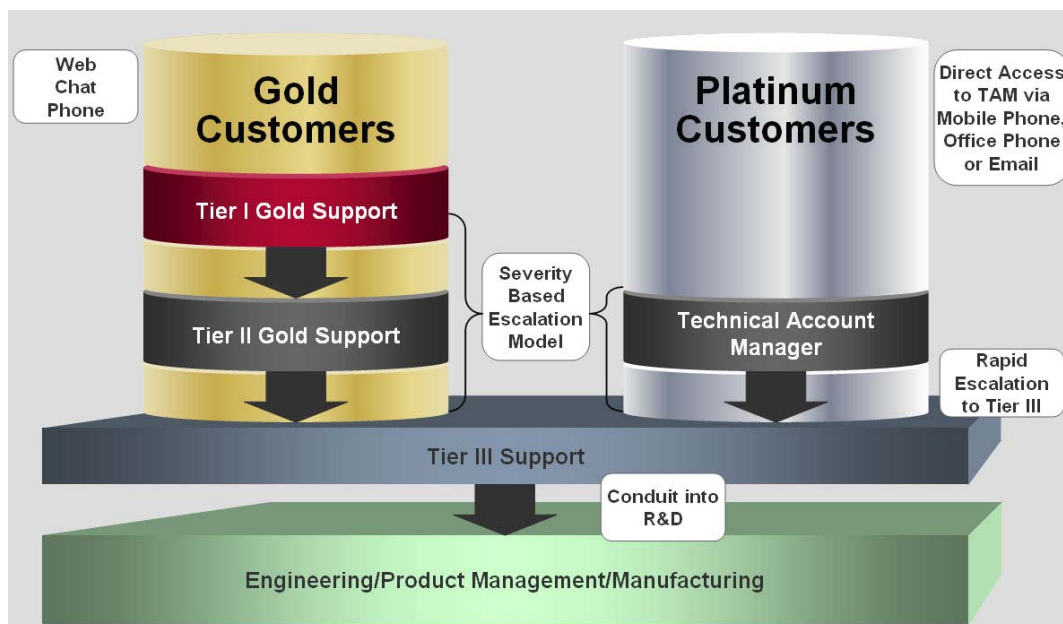 Web
Chat
Phone
Gold
Customers
Platinum
Customers
Direct Access
to TAM via
Mobile Phone,
Office Phone
or Email
Tier I Gold Support
Severity
Based
Escalation
Model
Tier II Gold Support
Technical Account
Manager
Rapid
Escalation
to Tier III
Tier III Support
Conduit into
R&D
Engineering/Product Management/Manufacturing